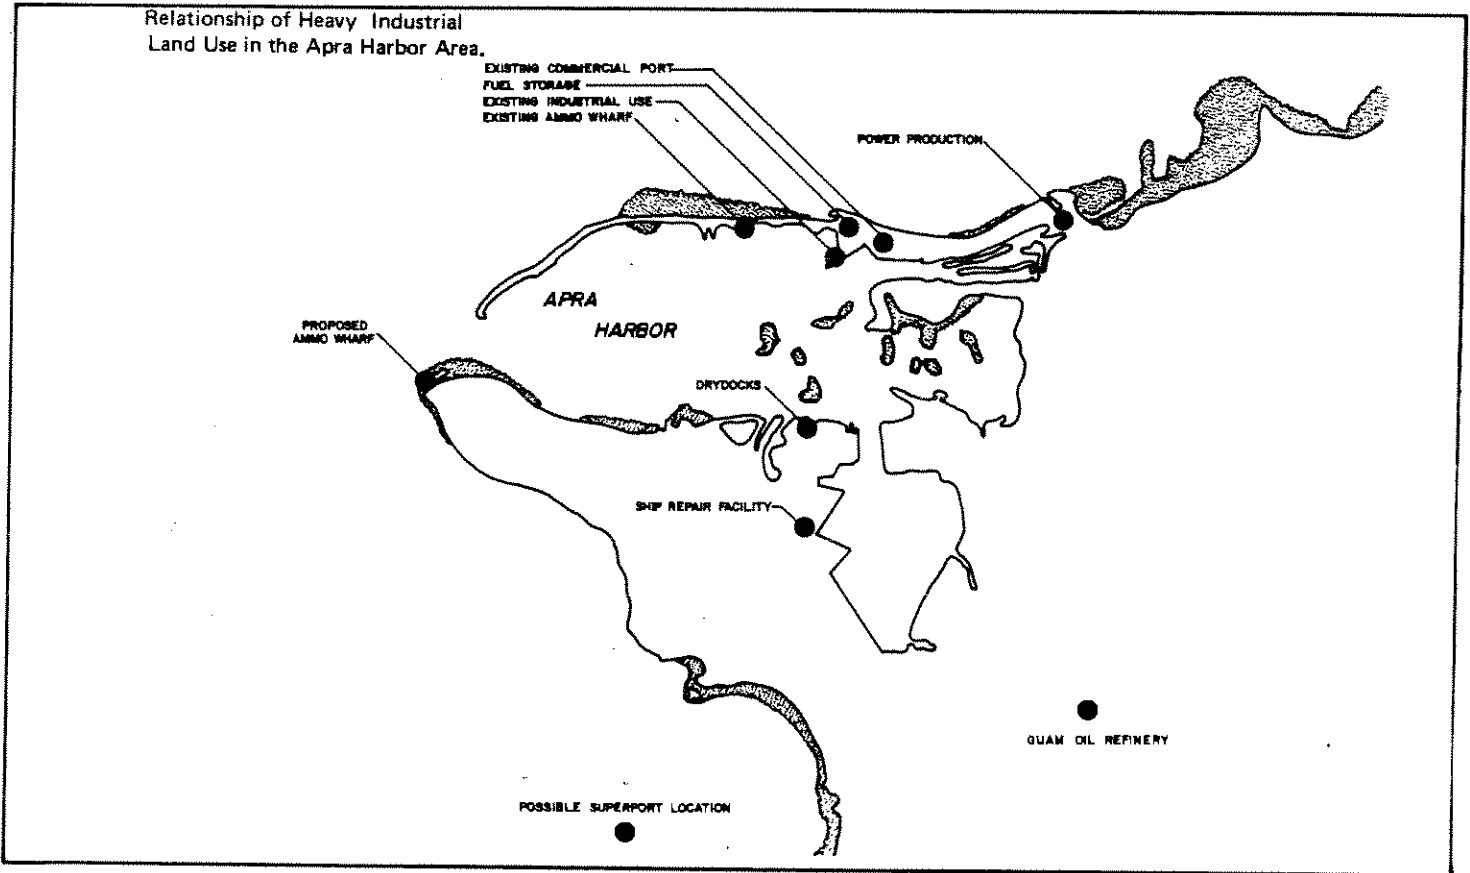 Relationship of Heavy Industrial
Land Use in the Apra Harbor Area.
EXISTING COMMERCIAL PORT
FUEL STORAGE
EXISTING INDUSTRIAL USE
EXISTING AMMO WHARF
POWER PRODUCTION
APRA
HARBOR
PROPOSED
AMMO WHARF
DRYDOCKS
SHIP REPAIR FACILITY
GUAM OIL REFINERY
POSSIBLE SUPERPORT LOCATION